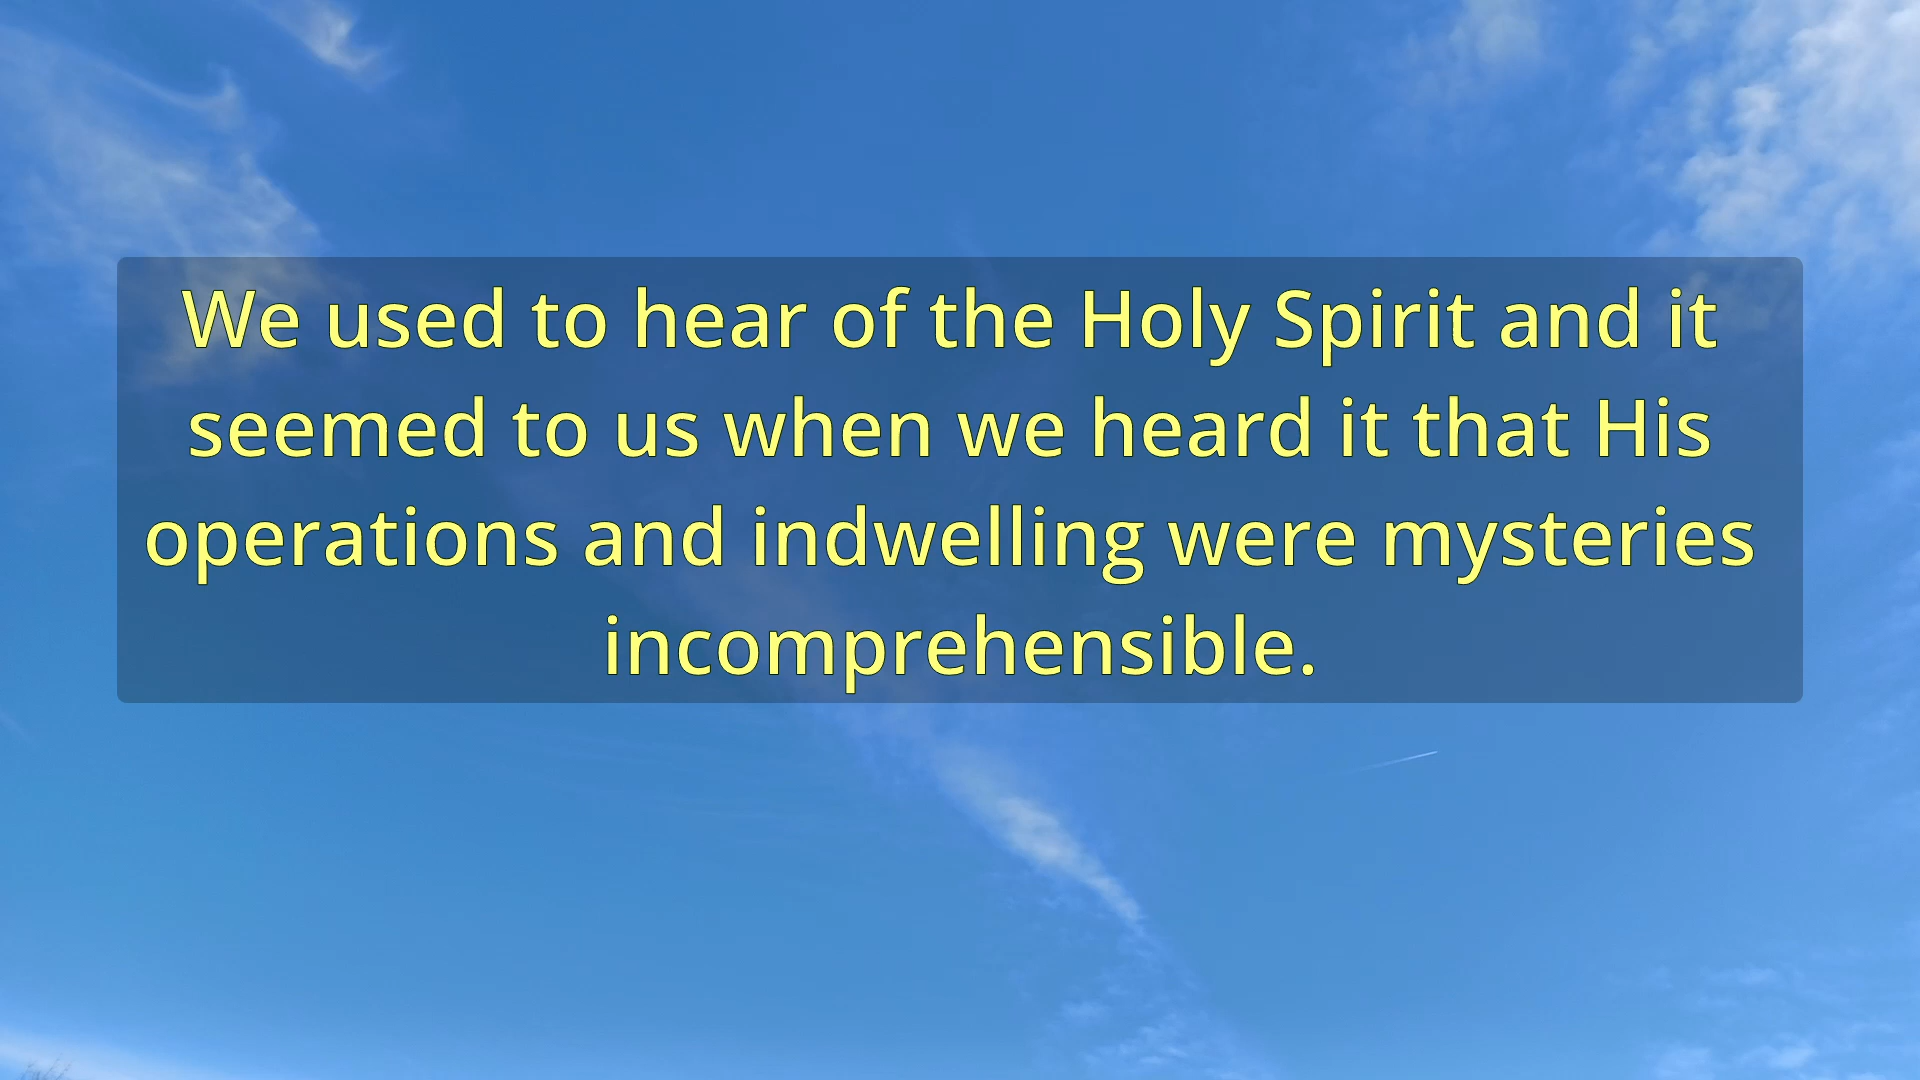 We used to hear of the Holy Spirit and it
seemed to us when we heard it that His
operations and indwelling were mysteries
incomprehensible.